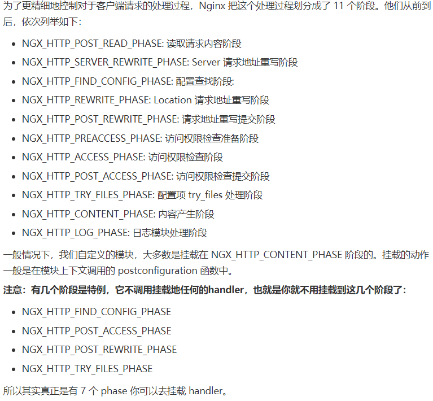 为了更精细地控制对于客户端请求的处理过程，Nginx 把这个处理过程划分成了 11 个阶段。他们从前到
后，依次列举如下：
• NGX_HTTP_POST_READ_PHASE: 读取请求内容阶段
• NGX_HTTP_SERVER_REWRITE_PHASE: Server 请求地址重写阶段
• NGX_HTTP_FIND_CONFIG_PHASE: 配置查找阶段:
• NGX_HTTP_REWRITE_PHASE: Location 请求地址重写阶段
• NGX_HTTP_POST_REWRITE_PHASE: 请求地址重写提交阶段
• NGX_HTTP_PREACCESS_PHASE: 访问权限检查准备阶段
• NGX_HTTP_ACCESS_PHASE: 访问权限检查阶段
• NGX_HTTP_POST_ACCESS_PHASE: 访问权限检查提交阶段
• NGX_HTTP_TRY_FILES_PHASE: 配置项 try_files 处理阶段
• NGX_HTTP_CONTENT_PHASE: 内容产生阶段
• NGX_HTTP_LOG_PHASE: 日志模块处理阶段
一般情况下，我们自定义的模块，大多数是挂载在 NGX_HTTP_CONTENT_PHASE 阶段的。挂载的动作
一般是在模块上下文调用的 postconfiguration 函数中。
注意：有几个阶段是特例，它不调用挂载地任何的handler，也就是你就不用挂载到这几个阶段了：
• NGX_HTTP_FIND_CONFIG_PHASE
• NGX_HTTP_POST_ACCESS_PHASE
• NGX_HTTP_POST_REWRITE_PHASE
• NGX_HTTP_TRY_FILES_PHASE
所以其实真正是有 7 个 phase 你可以去挂载 handler。